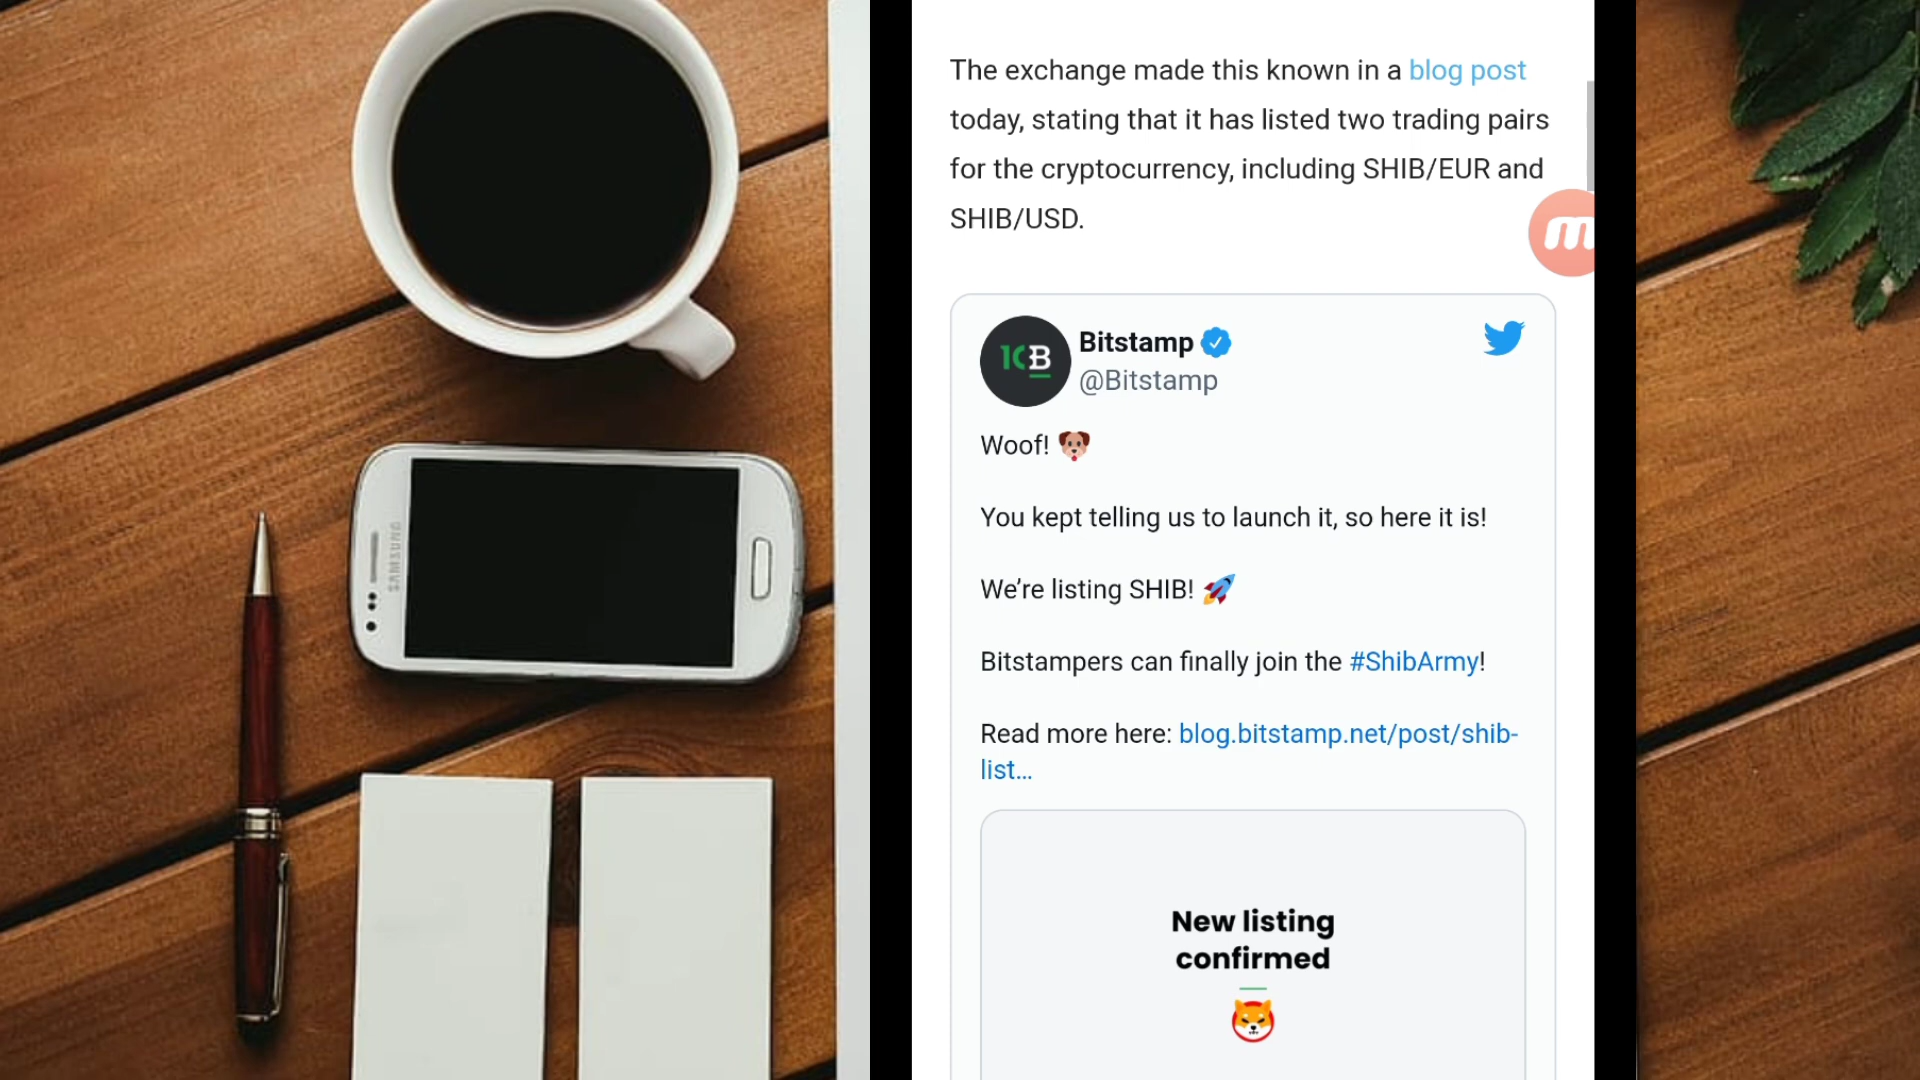 SAMSUNG
The exchange made this known in a blog post
today, stating that it has listed two trading pairs
for the cryptocurrency, including SHIB/EUR and
SHIB/USD.
m
10B
Bitstamp
@Bitstamp
Woof! 🐶
You kept telling us to launch it, so here it is!
We’re listing SHIB! 🚀
Bitstampers can finally join the #ShibArmy!
Read more here: blog.bitstamp.net/post/shib-
list…
New listing
confirmed